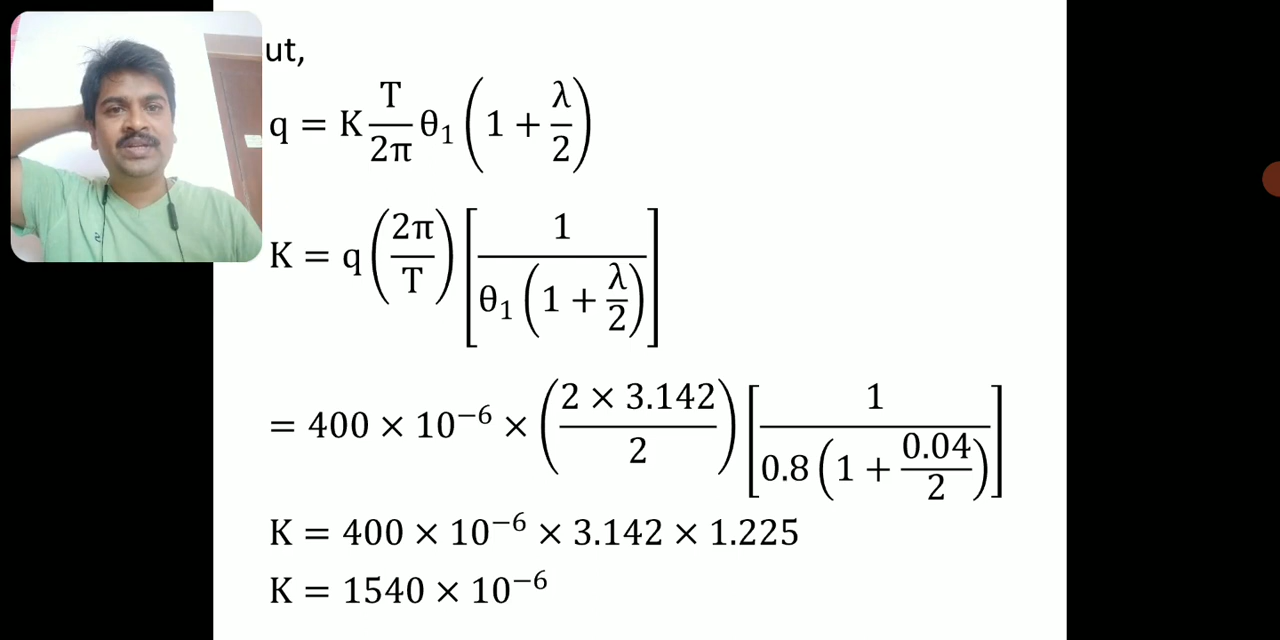 ut,
q = K T/2π θ₁ (1 + λ/2)
K = q (2π/T) [1/(θ₁ (1 + λ/2))]
= 400 × 10⁻⁶ × ((2 × 3.142)/2) [1/(0.8 (1 + 0.04/2))]
K = 400 × 10⁻⁶ × 3.142 × 1.225
K = 1540 × 10⁻⁶